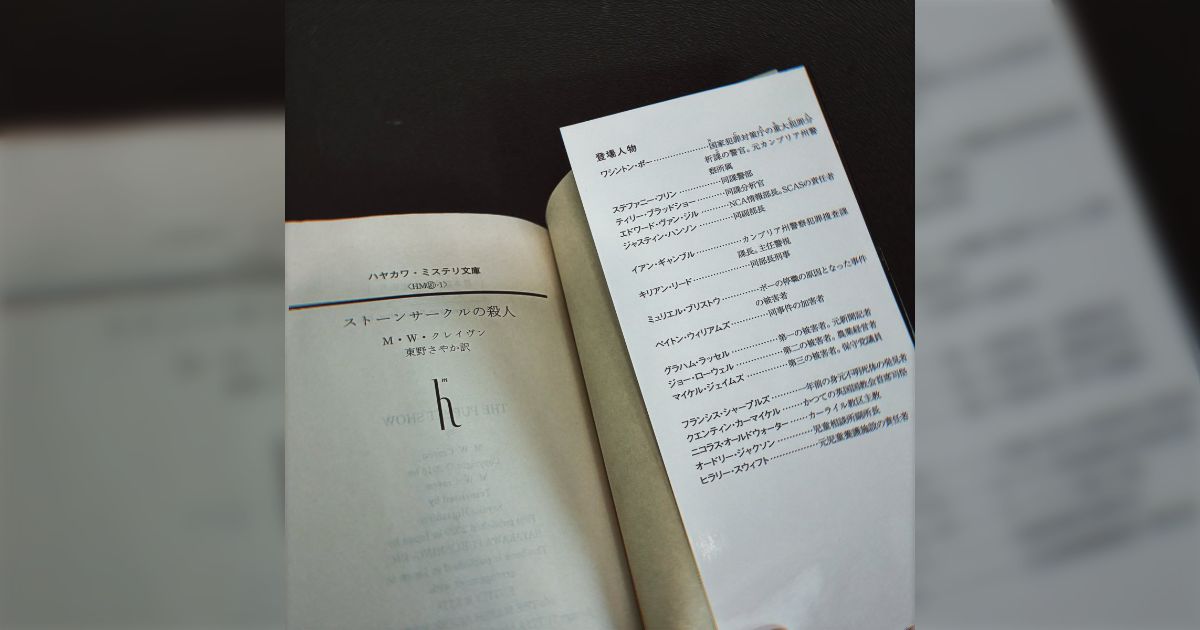 ハヤカワ・ミステリ文庫
ストーンサークルの殺人
M・W・クレイヴン
東野さやか訳
h
m
登場人物
ワシントン・ポー……………国家犯罪対策庁の重大犯罪分
析課の警官。元カンブリア州警
察所属
ステファニー・フリン…………同課警部
ティリー・ブラッドショー………同課分析官
エドワード・ヴァン・ジル………NCA情報部長。SCASの責任者
ジャスティン・ハンソン…………同副部長
イアン・ギャンブル……………カンブリア州警察犯罪捜査課
課長。主任警視
キリアン・リード………………同部長刑事
ミュリエル・ブリストウ…………ポーの停職の原因となった事件
の被害者
ペイトン・ウィリアムズ…………同事件の加害者
グラハム・ラッセル……………第一の被害者。元新聞記者
ジョー・ローウェル……………第二の被害者。農業経営者
マイケル・ジェイムズ…………第三の被害者。保守党議員
フランシス・シャープルズ………一年前の身元不明死体の発見者
クエンティン・カーマイケル……かつての英国国教会首席司祭
ニコラス・オールドウォーター……カーライル教区主教
オードリー・ジャクソン…………児童相談所副所長
ヒラリー・スウィフト……………元児童養護施設の責任者